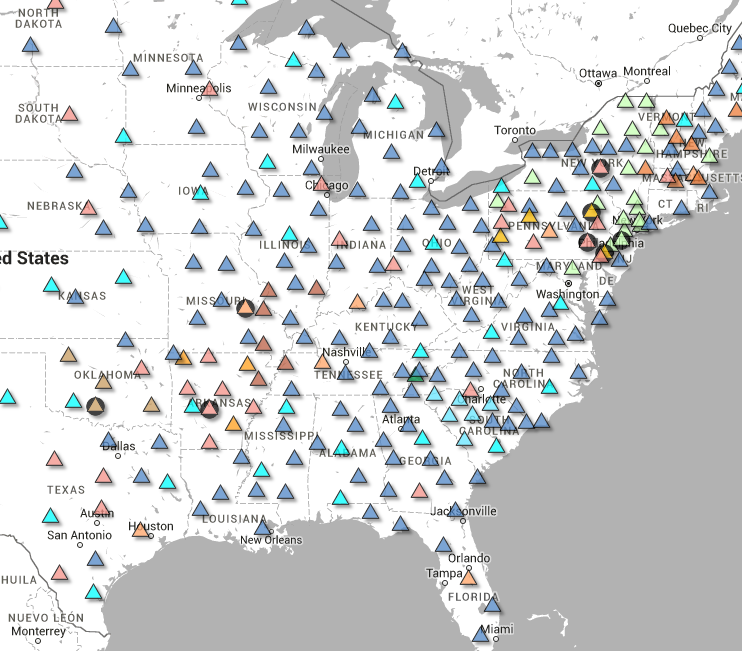 NORTH
DAKOTA
Quebec City
MINNESOTA
Ottawa
Montreal
Minneapolis
SOUTH
DAKOTA
WISCONSIN
VERMONT
Toronto
MICHIGAN
HAMPSHIRE
Milwaukee
NEW YORK
Detroit
MASSACHUSETTS
IOWA
Chicago
NEBRASKA
CT
RI
New York
PENNSYLVANIA
ed States
ILLINOIS
INDIANA
OHIO
NJ
MARYLAND
KANSAS
DE
MISSOURI
WEST
VIRGINIA
Washington
KENTUCKY
VIRGINIA
Nashville
OKLAHOMA
TENNESSEE
NORTH
CAROLINA
ARKANSAS
Charlotte
Atlanta
SOUTH
CAROLINA
MISSISSIPPI
Dallas
ALABAMA
GEORGIA
TEXAS
Austin
LOUISIANA
Jacksonville
Houston
San Antonio
New Orleans
Orlando
HUILA
Tampa
FLORIDA
NUEVO LEÓN
Monterrey
Miami